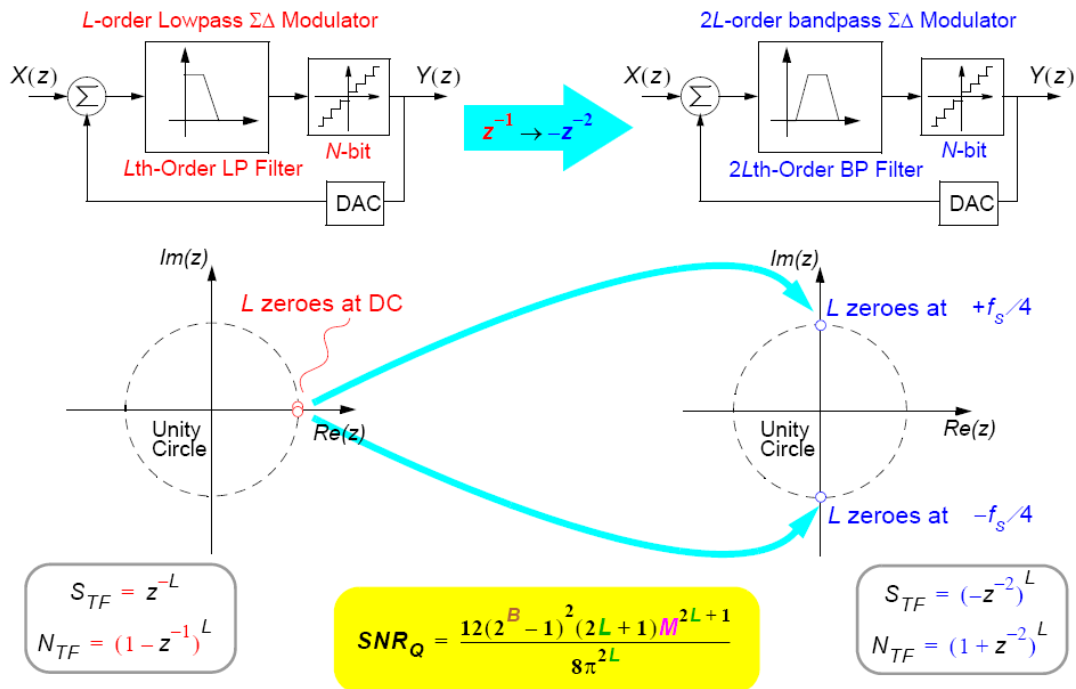 L-order Lowpass ΣΔ Modulator
X(z)
Σ
Y(z)
N-bit
Lth-Order LP Filter
DAC
z⁻¹ → -z⁻²
2L-order bandpass ΣΔ Modulator
X(z)
Σ
Y(z)
N-bit
2Lth-Order BP Filter
DAC
Im(z)
L zeroes at DC
Unity
Circle
Re(z)
Im(z)
L zeroes at +f_s/4
Unity
Circle
Re(z)
L zeroes at -f_s/4
S_TF = z^-L
N_TF = (1 - z⁻¹)^L
SNR_Q = 12(2^B - 1)²(2L + 1)M^(2L + 1) / 8π^2L
S_TF = (-z⁻²)^L
N_TF = (1 + z⁻²)^L